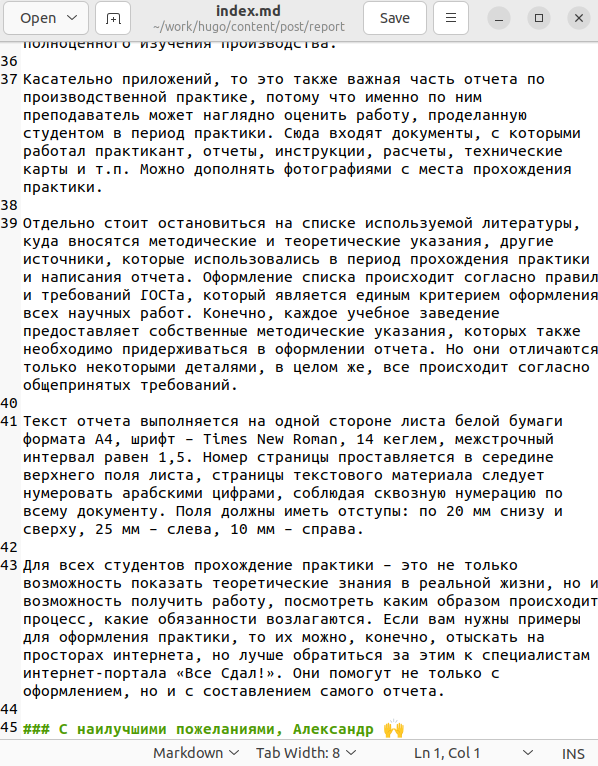 Open
index.md
~/work/hugo/content/post/report
Save
полноценного изучения производства.
36
37 Касательно приложений, то это также важная часть отчета по
производственной практике, потому что именно по ним
преподаватель может наглядно оценить работу, проделанную
студентом в период практики. Сюда входят документы, с которыми
работал практикант, отчеты, инструкции, расчеты, технические
карты и т.п. Можно дополнять фотографиями с места прохождения
практики.
38
39 Отдельно стоит остановиться на списке используемой литературы,
куда вносятся методические и теоретические указания, другие
источники, которые использовались в период прохождения практики
и написания отчета. Оформление списка происходит согласно правил
и требований ГОСТа, который является единым критерием оформления
всех научных работ. Конечно, каждое учебное заведение
предоставляет собственные методические указания, которых также
необходимо придерживаться в оформлении отчета. Но они отличаются
только некоторыми деталями, в целом же, все происходит согласно
общепринятых требований.
40
41 Текст отчета выполняется на одной стороне листа белой бумаги
формата А4, шрифт – Times New Roman, 14 кеглем, межстрочный
интервал равен 1,5. Номер страницы проставляется в середине
верхнего поля листа, страницы текстового материала следует
нумеровать арабскими цифрами, соблюдая сквозную нумерацию по
всему документу. Поля должны иметь отступы: по 20 мм снизу и
сверху, 25 мм – слева, 10 мм – справа.
42
43 Для всех студентов прохождение практики – это не только
возможность показать теоретические знания в реальной жизни, но и
возможность получить работу, посмотреть каким образом происходит
процесс, какие обязанности возлагаются. Если вам нужны примеры
для оформления практики, то их можно, конечно, отыскать на
просторах интернета, но лучше обратиться за этим к специалистам
интернет-портала «Все Сдал!». Они помогут не только с
оформлением, но и с составлением самого отчета.
44
45 ### С наилучшими пожеланиями, Александр 🙌
Markdown Tab Width: 8 Ln 1, Col 1 INS